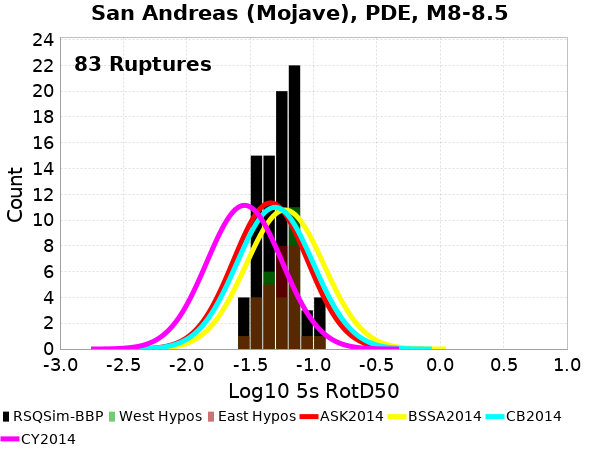 San Andreas (Mojave), PDE, M8-8.5
83 Ruptures
Count
24
22
20
18
16
14
12
10
8
6
4
2
0
-3.0 -2.5 -2.0 -1.5 -1.0 -0.5 0.0 0.5 1.0
Log10 5s RotD50
RSQSim-BBP West Hypos East Hypos ASK2014 BSSA2014 CB2014
CY2014